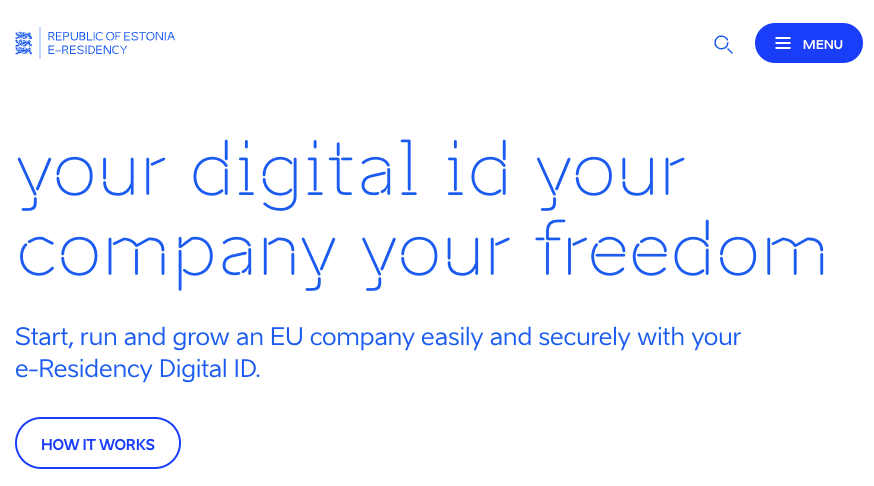 REPUBLIC OF ESTONIA
E-RESIDENCY
MENU
your digital id your
company your freedom
Start, run and grow an EU company easily and securely with your
e-Residency Digital ID.
HOW IT WORKS